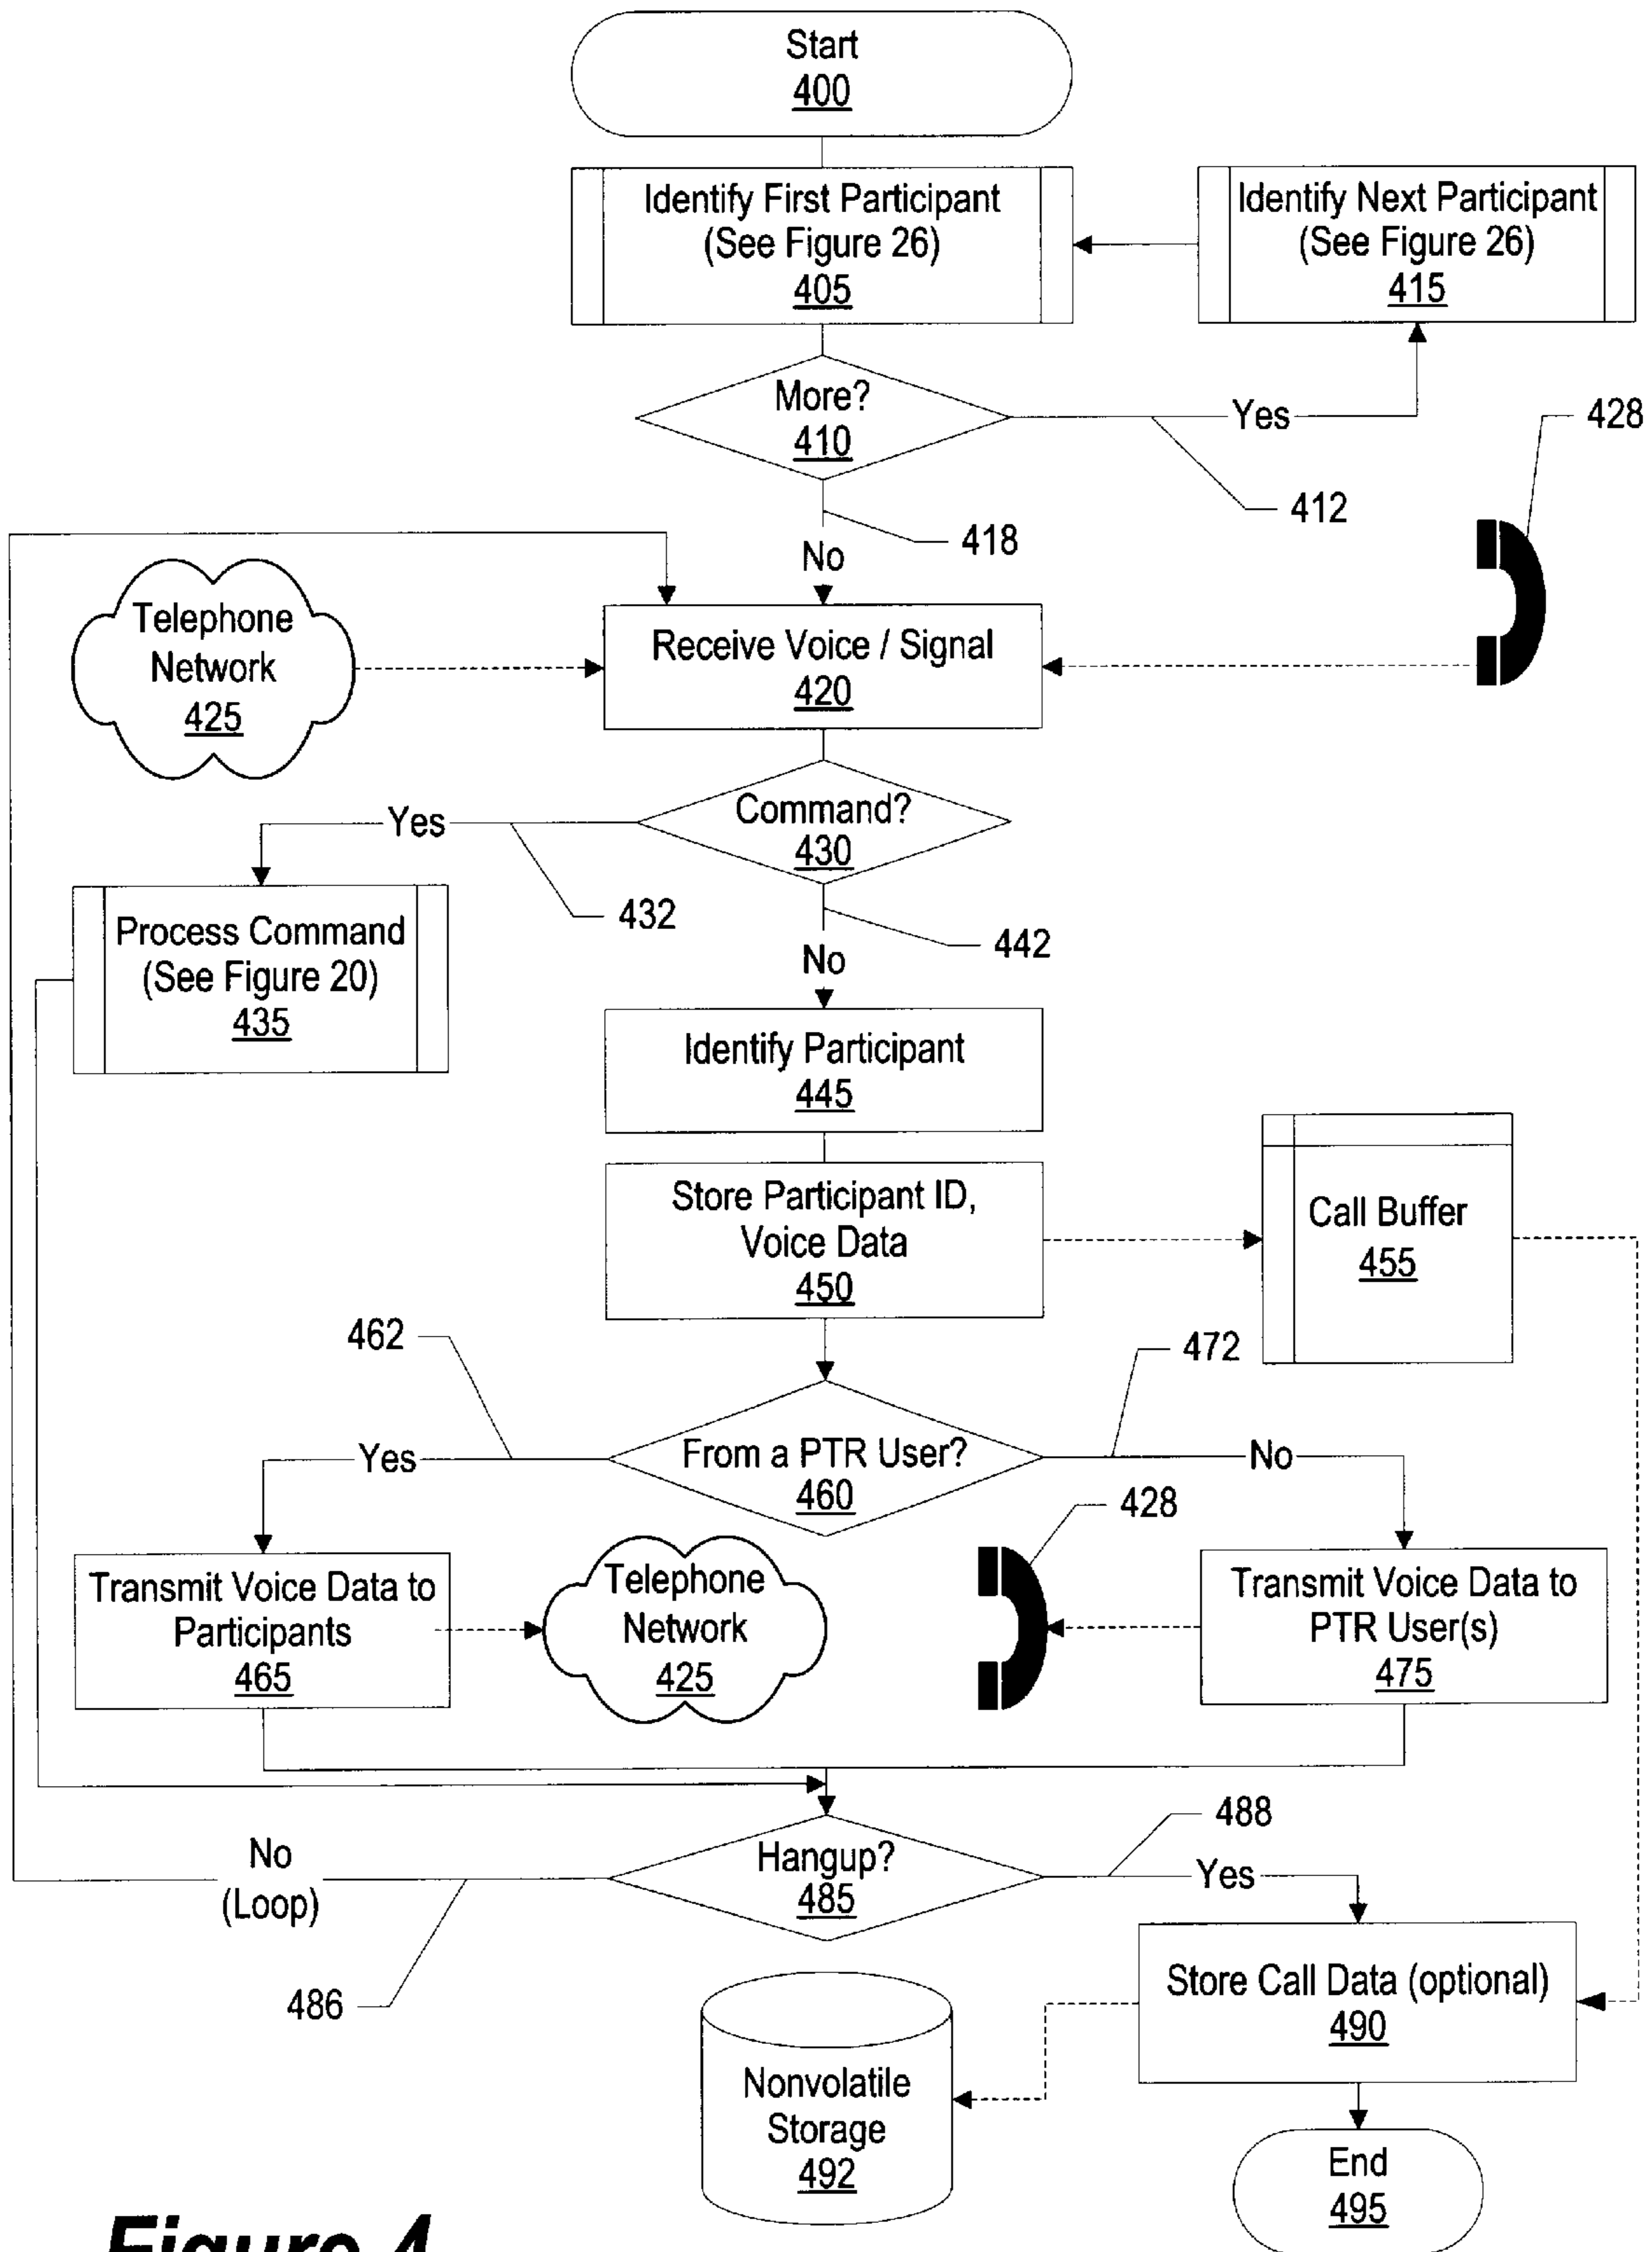 Start
400
Identify First Participant
(See Figure 26)
405
Identify Next Participant
(See Figure 26)
415
More?
410
Yes
428
412
418
No
Telephone
Network
425
Receive Voice / Signal
420
Command?
430
Yes
432
442
No
Process Command
(See Figure 20)
435
Identify Participant
445
Store Participant ID,
Voice Data
450
Call Buffer
455
462
472
From a PTR User?
460
Yes
No
428
Transmit Voice Data to
Participants
465
Telephone
Network
425
Transmit Voice Data to
PTR User(s)
475
488
Hangup?
485
No
(Loop)
Yes
486
Store Call Data (optional)
490
Nonvolatile
Storage
492
End
495
Figure 4